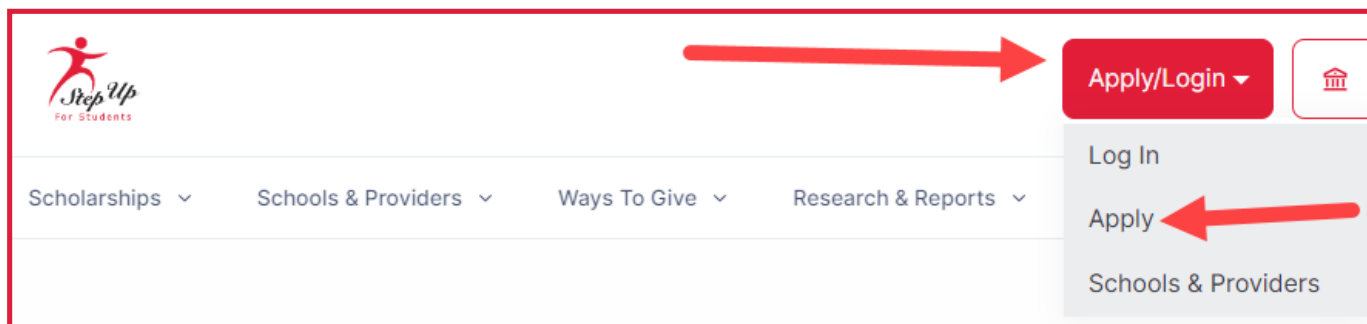 Step Up
For Students
Apply/Login
Log In
Scholarships
Schools & Providers
Ways To Give
Research & Reports
Apply
Schools & Providers